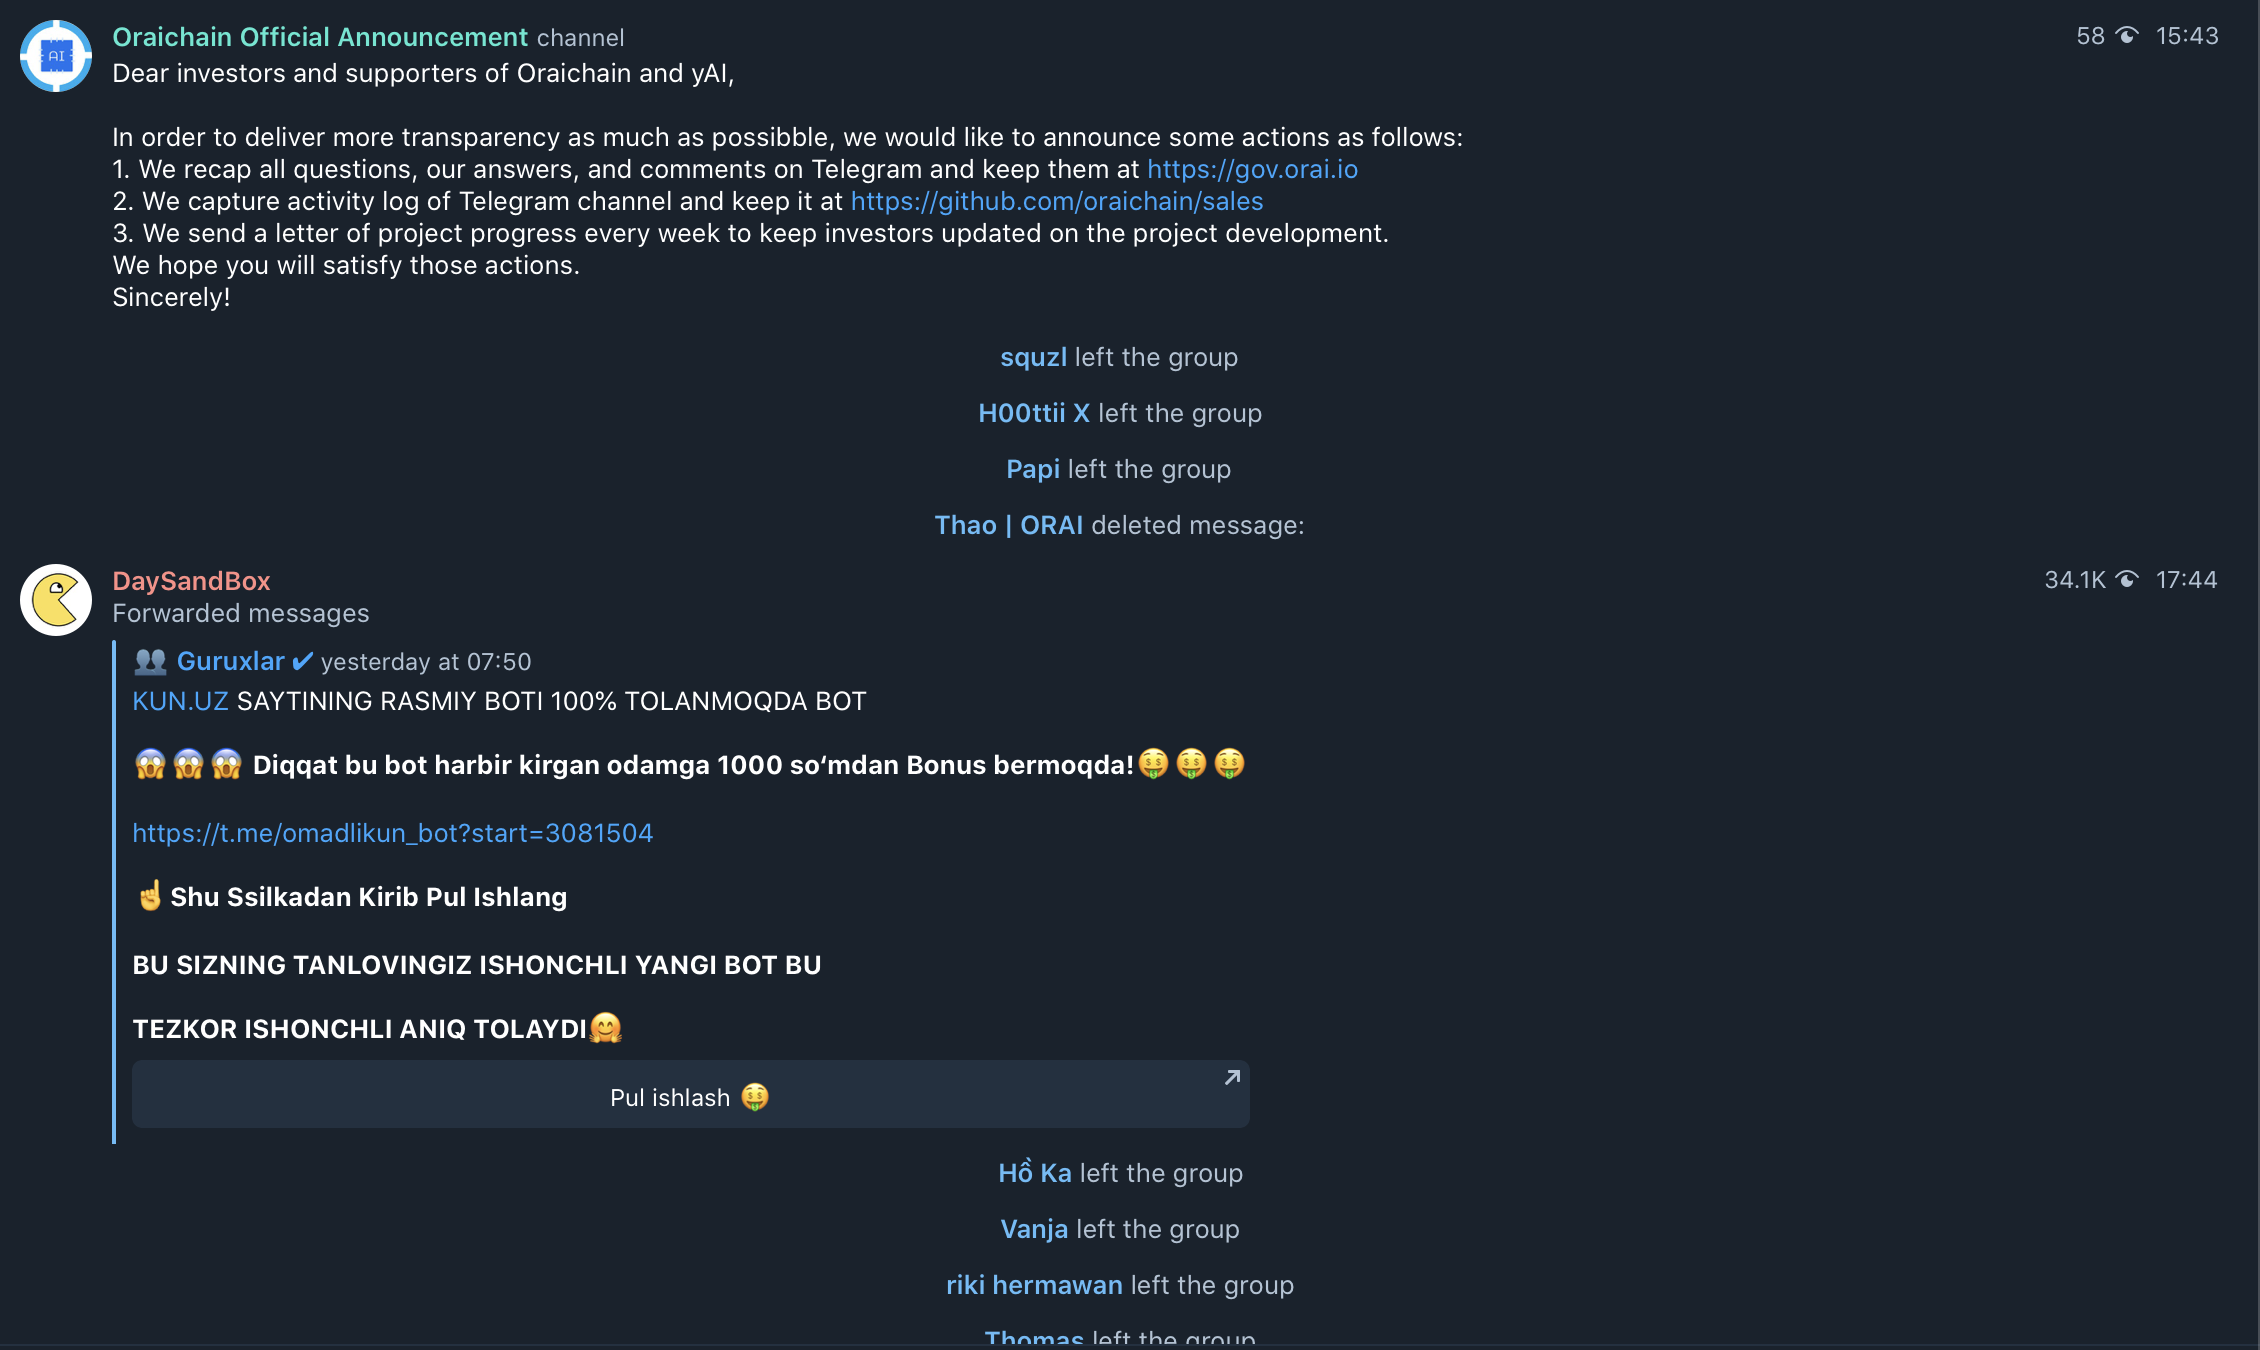 Oraichain Official Announcement channel
58 15:43
AI
Dear investors and supporters of Oraichain and yAI,
In order to deliver more transparency as much as possibble, we would like to announce some actions as follows:
1. We recap all questions, our answers, and comments on Telegram and keep them at https://gov.orai.io
2. We capture activity log of Telegram channel and keep it at https://github.com/oraichain/sales
3. We send a letter of project progress every week to keep investors updated on the project development.
We hope you will satisfy those actions.
Sincerely!
squzl left the group
H00ttii X left the group
Papi left the group
Thao | ORAI deleted message:
DaySandBox
34.1K 17:44
Forwarded messages
👥 Guruxlar ✔ yesterday at 07:50
KUN.UZ SAYTINING RASMIY BOTI 100% TOLANMOQDA BOT
😱😱😱 Diqqat bu bot harbir kirgan odamga 1000 so‘mdan Bonus bermoqda!🤑🤑🤑
https://t.me/omadlikun_bot?start=3081504
☝Shu Ssilkadan Kirib Pul Ishlang
BU SIZNING TANLOVINGIZ ISHONCHLI YANGI BOT BU
TEZKOR ISHONCHLI ANIQ TOLAYDI🤗
Pul ishlash 🤑
Hồ Ka left the group
Vanja left the group
riki hermawan left the group
Thomas left the group